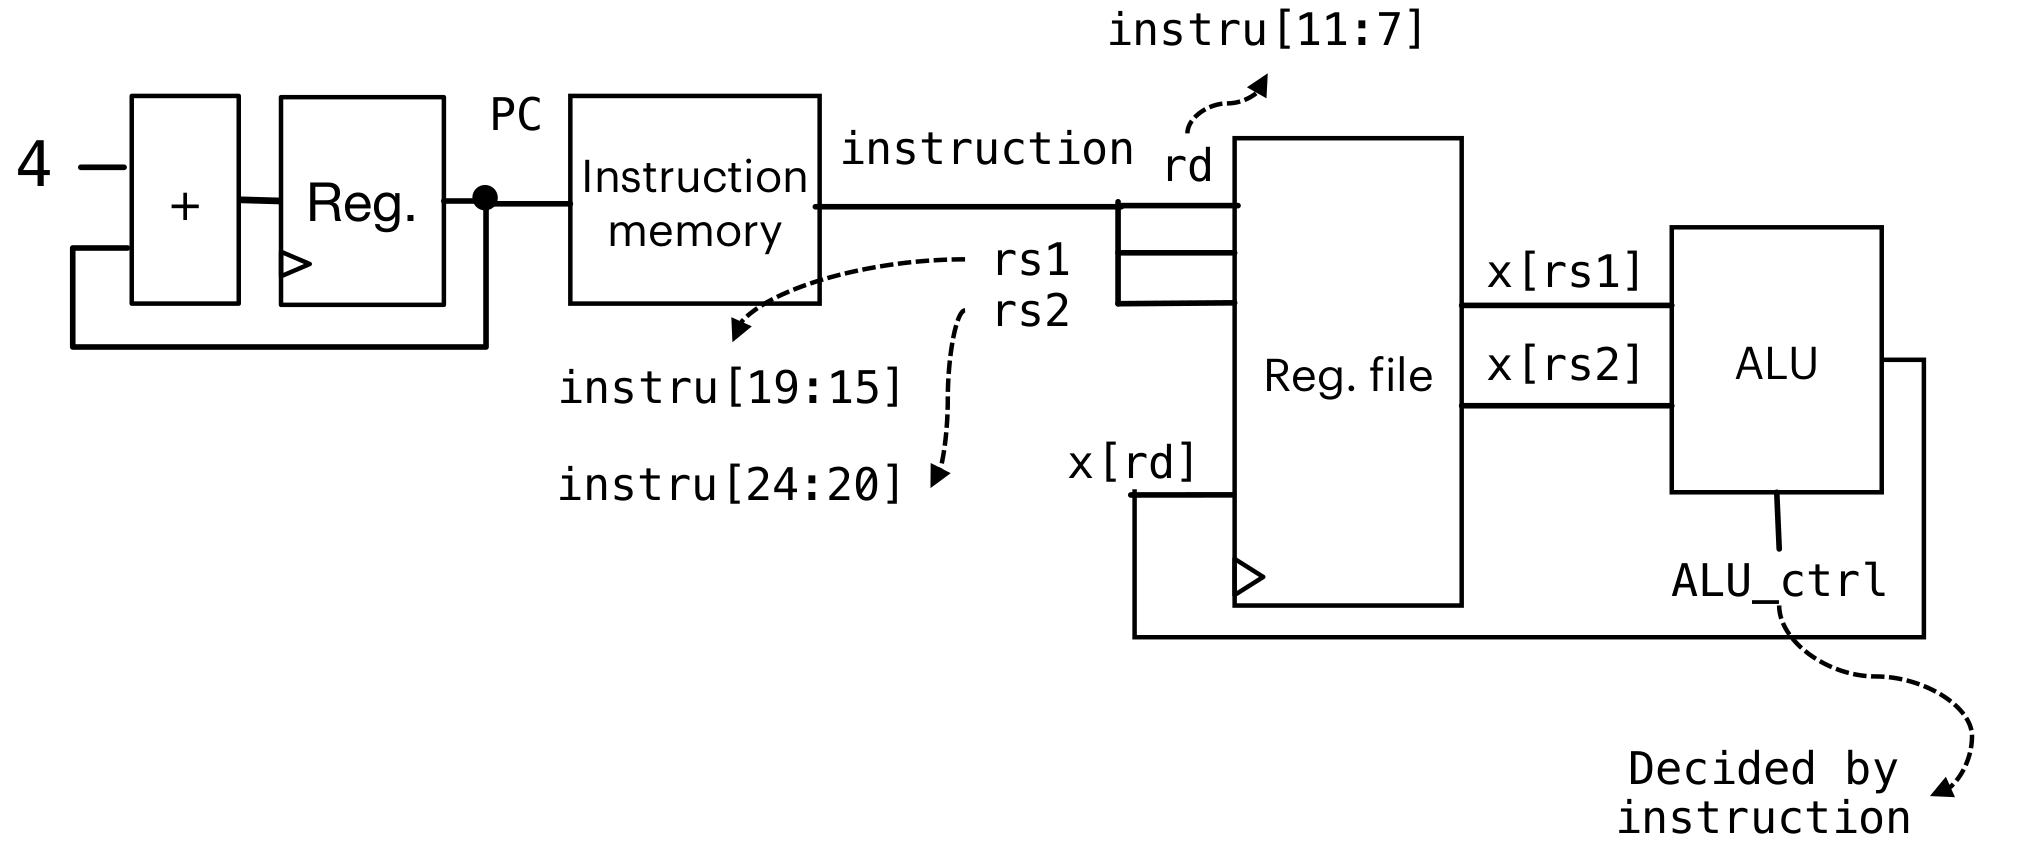 instru[11:7]
4
+
Reg.
PC
Instruction
memory
instruction
rd
rs1
rs2
instru[19:15]
instru[24:20]
x[rd]
Reg. file
x[rs1]
x[rs2]
ALU
ALU_ctrl
Decided by
instruction